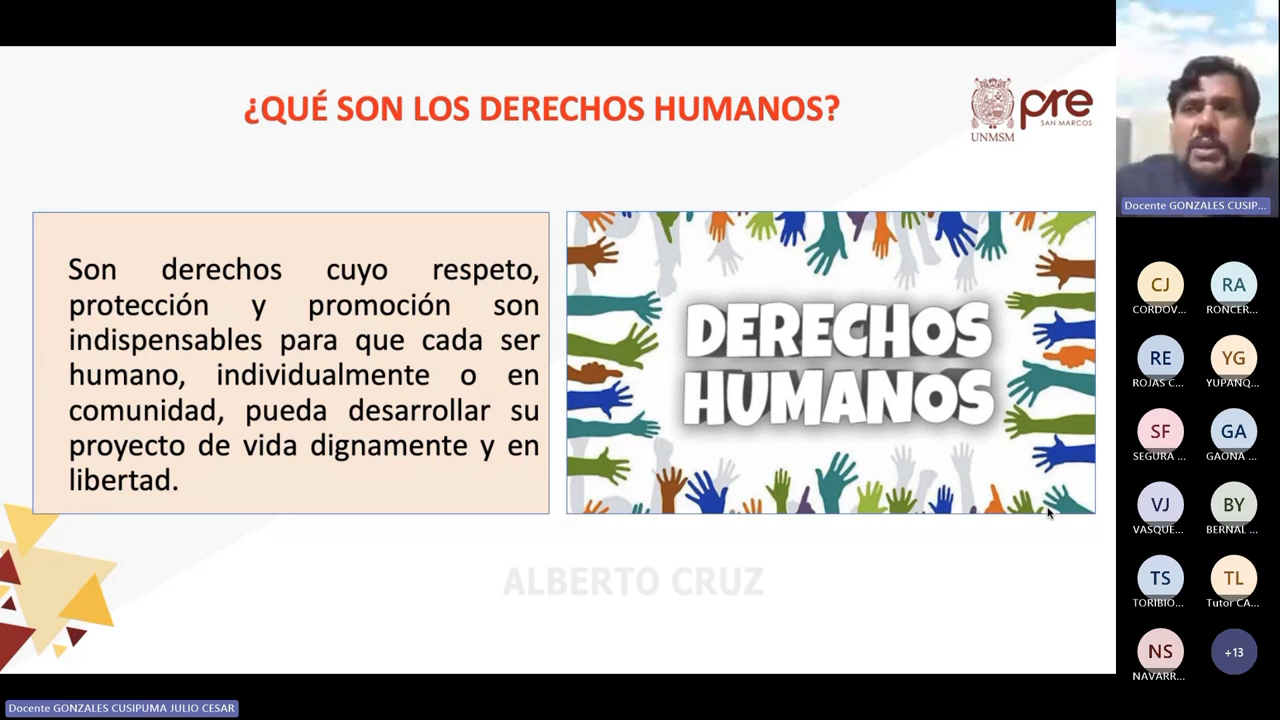 ¿QUÉ SON LOS DERECHOS HUMANOS?
UNMSM
pre
SAN MARCOS
Son derechos cuyo respeto,
protección y promoción son
indispensables para que cada ser
humano, individualmente o en
comunidad, pueda desarrollar su
proyecto de vida dignamente y en
libertad.
DERECHOS
HUMANOS
ALBERTO CRUZ
Docente GONZALES CUSIPUMA JULIO CESAR
Docente GONZALES CUSIP...
CJ
CORDOV...
RA
RONCER...
RE
ROJAS C...
YG
YUPANQ...
SF
SEGURA ...
GA
GAONA ...
VJ
VASQUE...
BY
BERNAL ...
TS
TORIBIO...
TL
Tutor CA...
NS
NAVARR...
+13